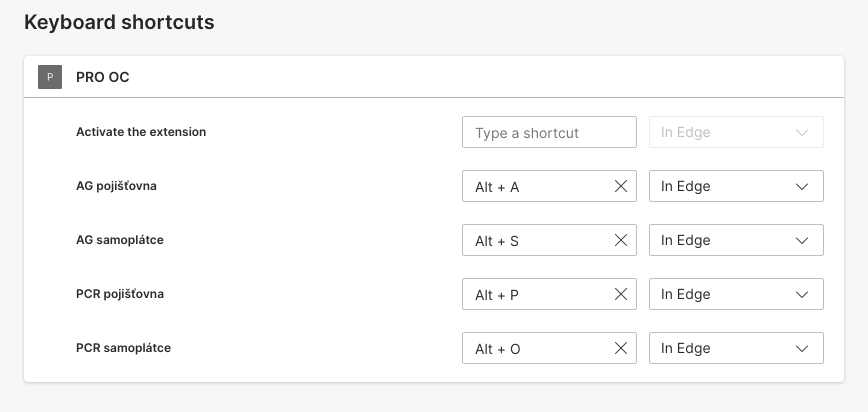 Keyboard shortcuts
P PRO OC
Activate the extension Type a shortcut In Edge
AG pojišťovna Alt + A In Edge
AG samoplátce Alt + S In Edge
PCR pojišťovna Alt + P In Edge
PCR samoplátce Alt + O In Edge